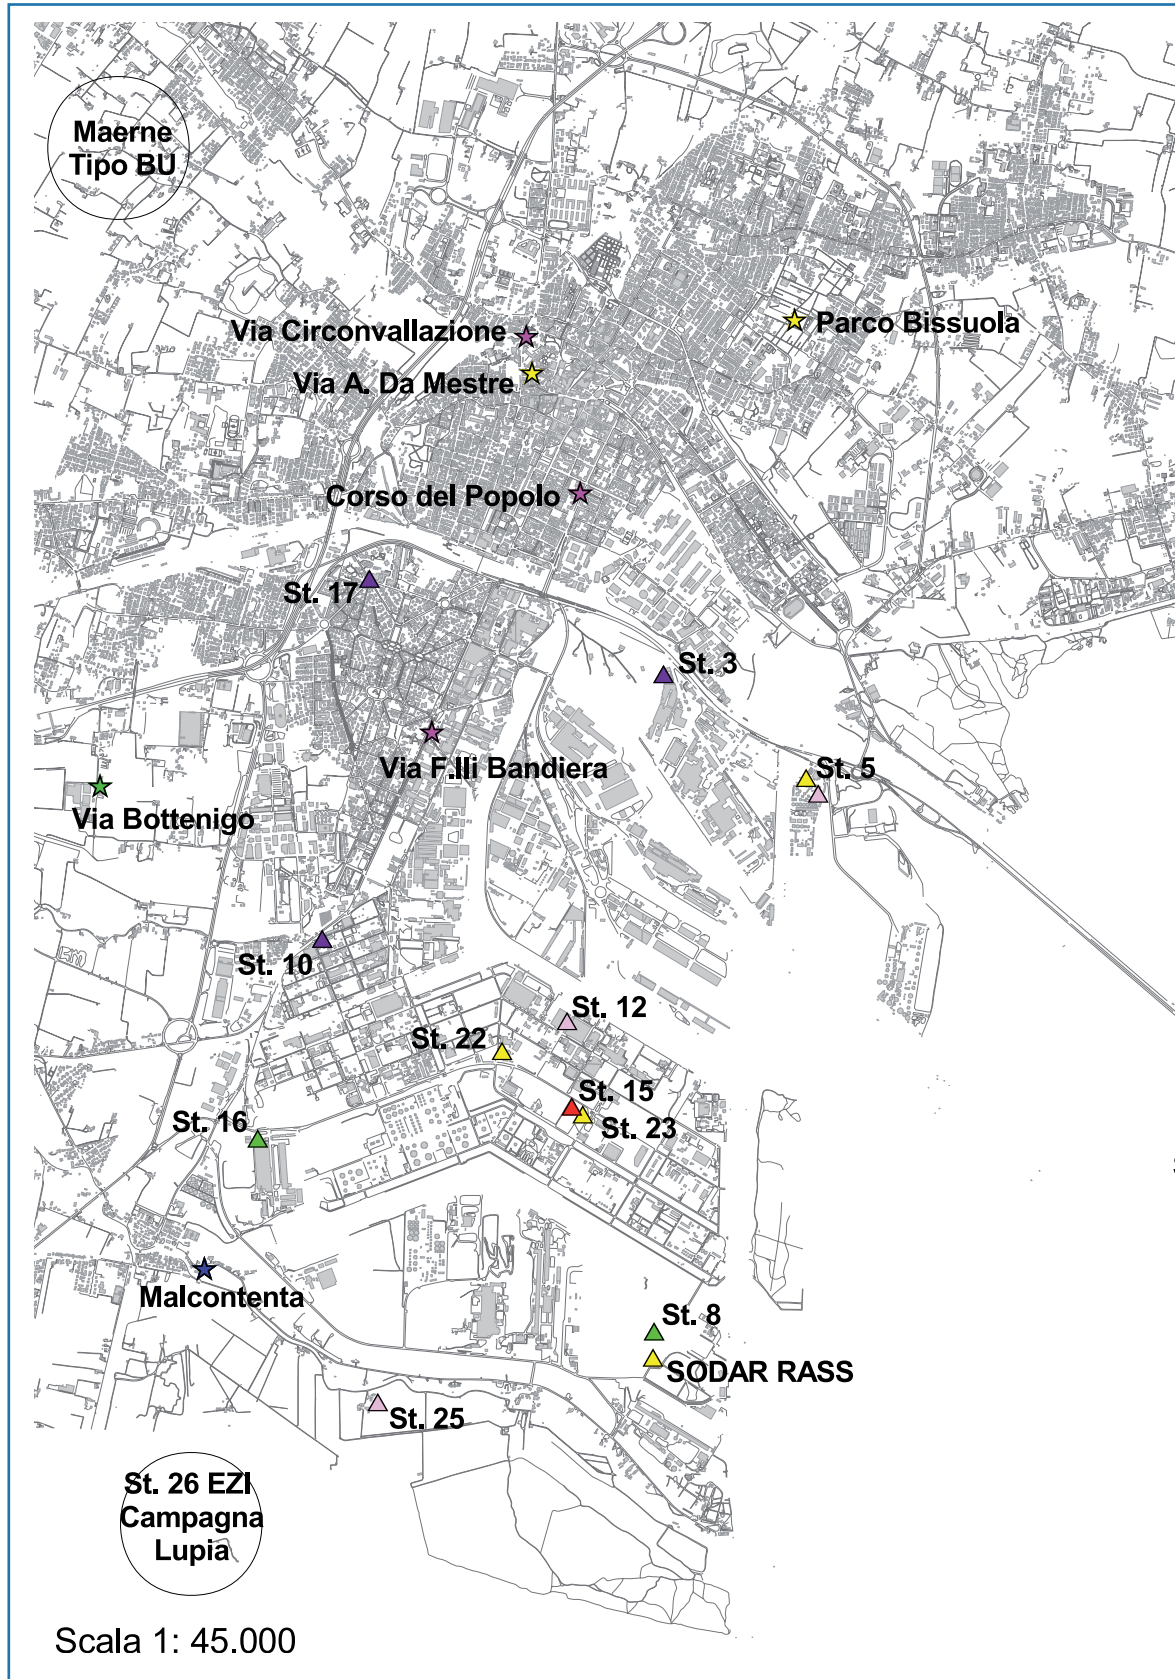 Maerne
Tipo BU
Via Circonvallazione
Parco Bissuola
Via A. Da Mestre
Corso del Popolo
St. 17
St. 3
Via F.lli Bandiera
St. 5
Via Bottenigo
St. 10
St. 12
St. 22
St. 15
St. 16
St. 23
Malcontenta
St. 8
SODAR RASS
St. 25
St. 26 EZI
Campagna
Lupia
Scala 1: 45.000